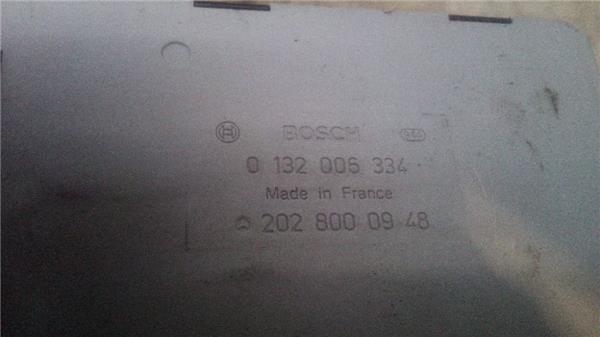 BOSCH
0 132 006 334
Made in France
202 800 09 48